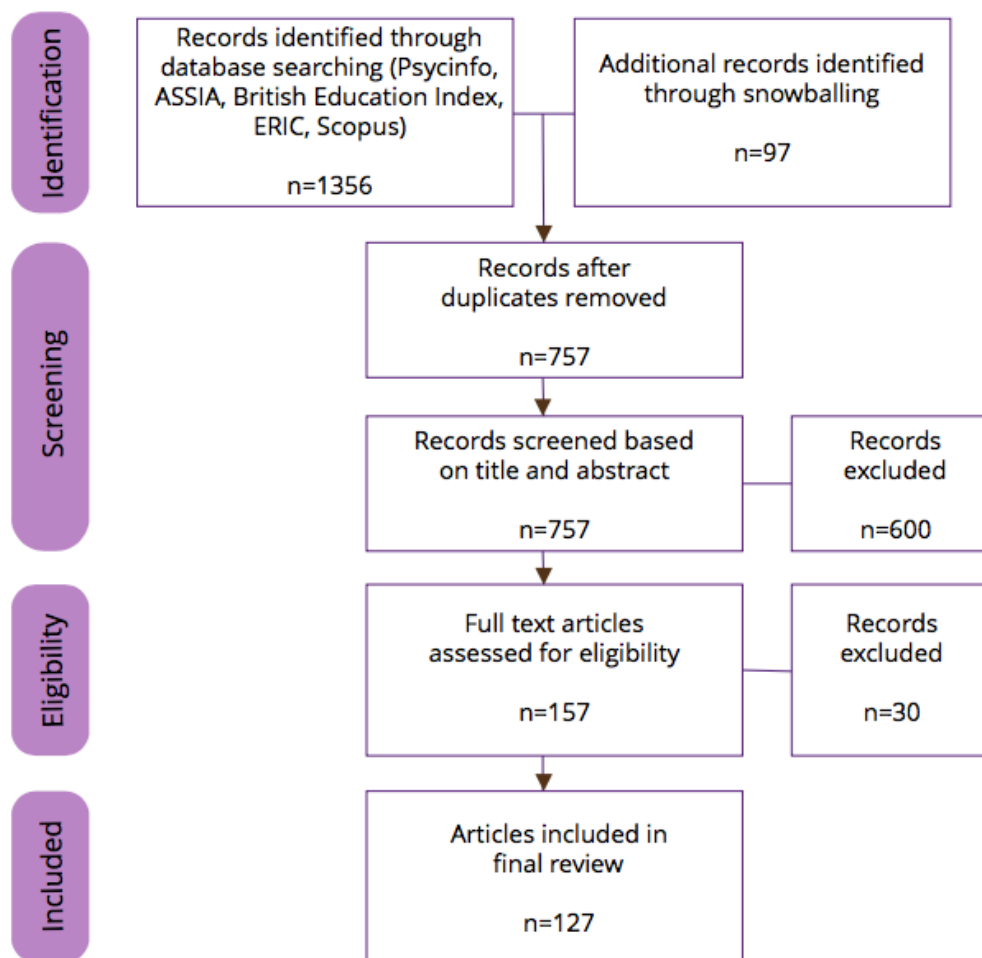 Identification
Records identified through
database searching (Psycinfo,
ASSIA, British Education Index,
ERIC, Scopus)
n=1356
Additional records identified
through snowballing
n=97
Screening
Records after
duplicates removed
n=757
Records screened based
on title and abstract
n=757
Records
excluded
n=600
Eligibility
Full text articles
assessed for eligibility
n=157
Records
excluded
n=30
Included
Articles included in
final review
n=127